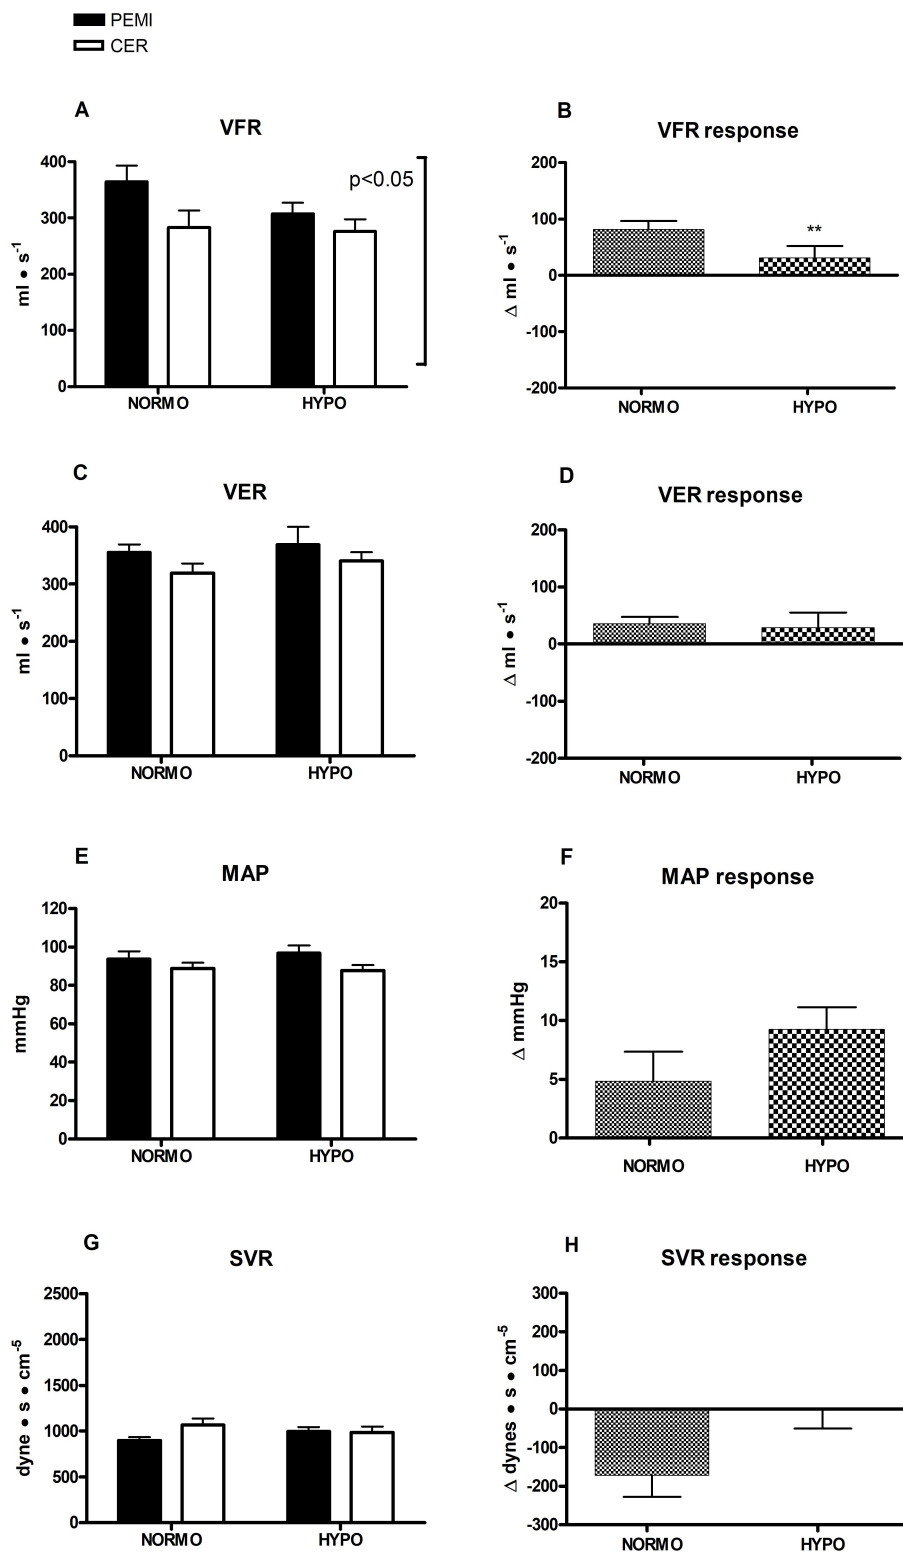 PEMI
CER
A
VFR
400
300
200
100
0
ml ● s-1
p<0.05
NORMO
HYPO
B
VFR response
200
100
0
-100
-200
Δ ml ● s-1
**
NORMO
HYPO
C
VER
400
300
200
100
0
ml ● s-1
NORMO
HYPO
D
VER response
200
100
0
-100
-200
Δ ml ● s-1
NORMO
HYPO
E
MAP
120
100
80
60
40
20
0
mmHg
NORMO
HYPO
F
MAP response
20
15
10
5
0
Δ mmHg
NORMO
HYPO
G
SVR
2500
2000
1500
1000
500
0
dyne ● s ● cm-5
NORMO
HYPO
H
SVR response
300
200
100
0
-100
-200
-300
Δ dynes ● s ● cm-5
NORMO
HYPO